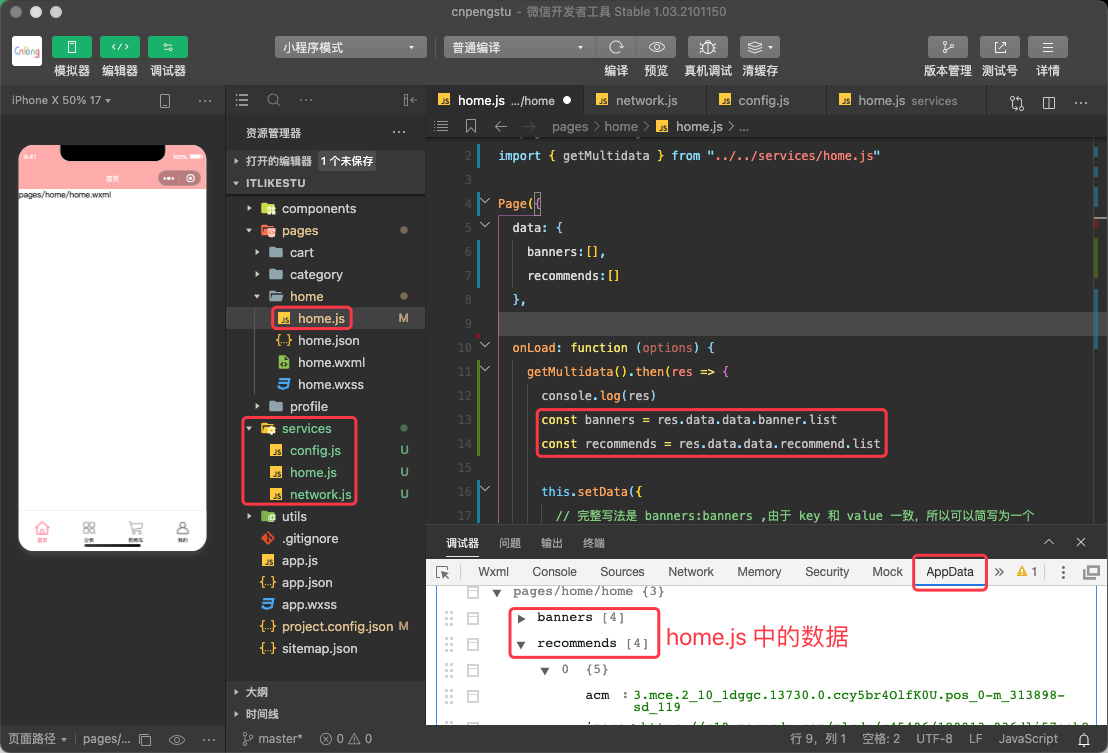 cnpengstu - 微信开发者工具 Stable 1.03.2101150
模拟器 编辑器 调试器
小程序模式
普通编译
编译 预览 真机调试 清缓存
版本管理 测试号 详情
iPhone X 50% 17
home.js .../home
network.js
config.js
home.js services
pages > home > home.js > ...
9:41
100%
首页
pages/home/home.wxml
首页
分类
购物车
我的
资源管理器
打开的编辑器 1 个未保存
ITLIKESTU
components
pages
cart
category
home
home.js M
home.json
home.wxml
home.wxss
profile
services
config.js U
home.js U
network.js U
utils
.gitignore
app.js
app.json
app.wxss
project.config.json M
sitemap.json
大纲
时间线
2 import { getMultidata } from "../../services/home.js"
3
4 Page({
5 data: {
6 banners:[],
7 recommends:[]
8 },
9
10 onLoad: function (options) {
11 getMultidata().then(res => {
12 console.log(res)
13 const banners = res.data.data.banner.list
14 const recommends = res.data.data.recommend.list
15
16 this.setData({
17 // 完整写法是 banners:banners ,由于 key 和 value 一致，所以可以简写为一个
调试器 问题 输出 终端
Wxml Console Sources Network Memory Security Mock AppData » 1
pages/home/home {3}
banners [4]
recommends [4]
home.js 中的数据
0 {5}
acm : 3.mce.2_10_1dggc.13730.0.ccy5br4OlfK0U.pos_0-m_313898-
sd_119
页面路径 pages/...
master* 0 0
行 9，列 1 空格: 2 UTF-8 LF JavaScript